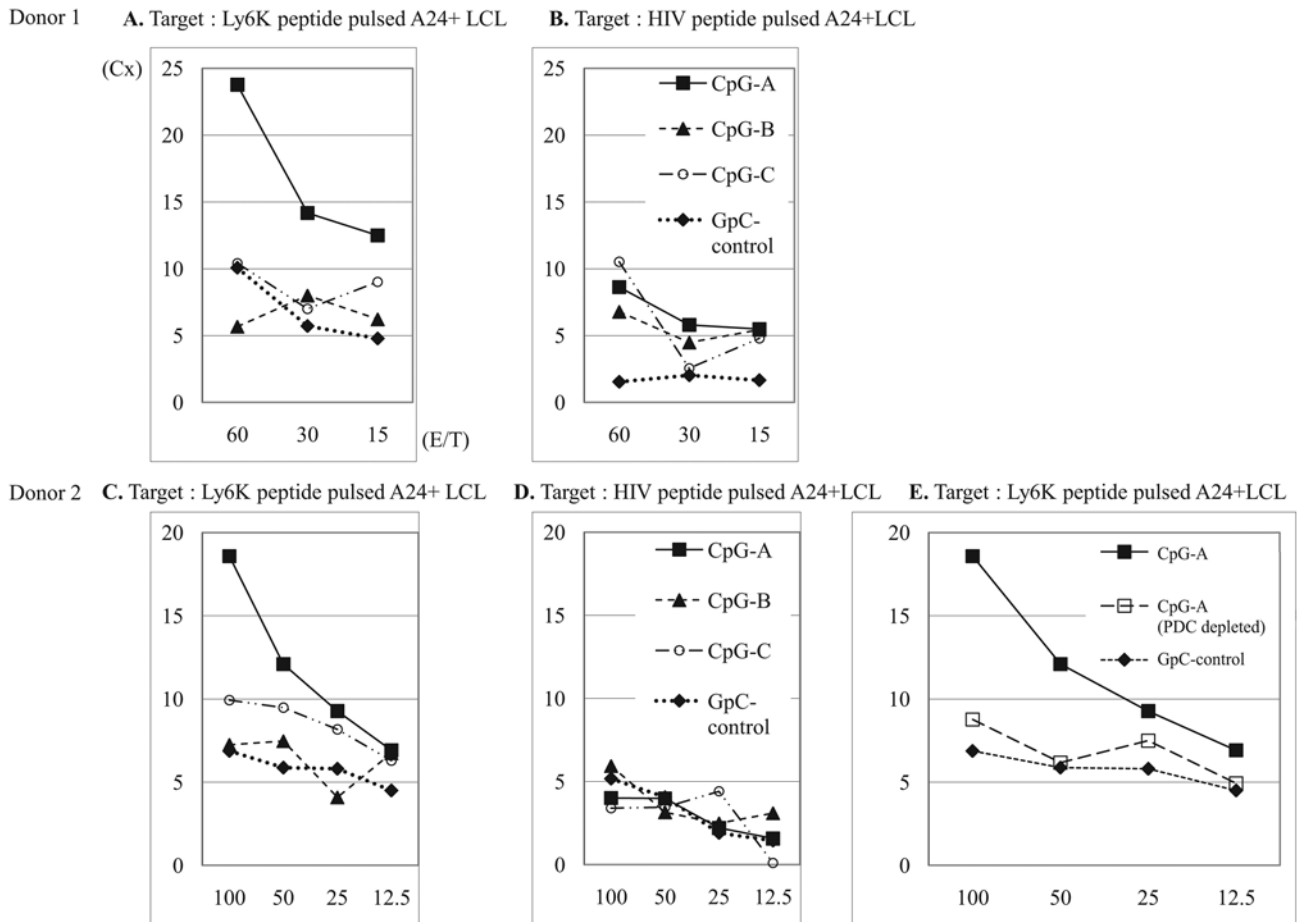 Donor 1
A. Target : Ly6K peptide pulsed A24+ LCL
B. Target : HIV peptide pulsed A24+LCL
(Cx)
25
20
15
10
5
0
60 30 15
(E/T)
25
20
15
10
5
0
CpG-A
CpG-B
CpG-C
GpC-
control
60 30 15
Donor 2
C. Target : Ly6K peptide pulsed A24+ LCL
D. Target : HIV peptide pulsed A24+LCL
E. Target : Ly6K peptide pulsed A24+LCL
20
15
10
5
0
100 50 25 12.5
20
15
10
5
0
CpG-A
CpG-B
CpG-C
GpC-
control
100 50 25 12.5
20
15
10
5
0
CpG-A
CpG-A
(PDC depleted)
GpC-control
100 50 25 12.5